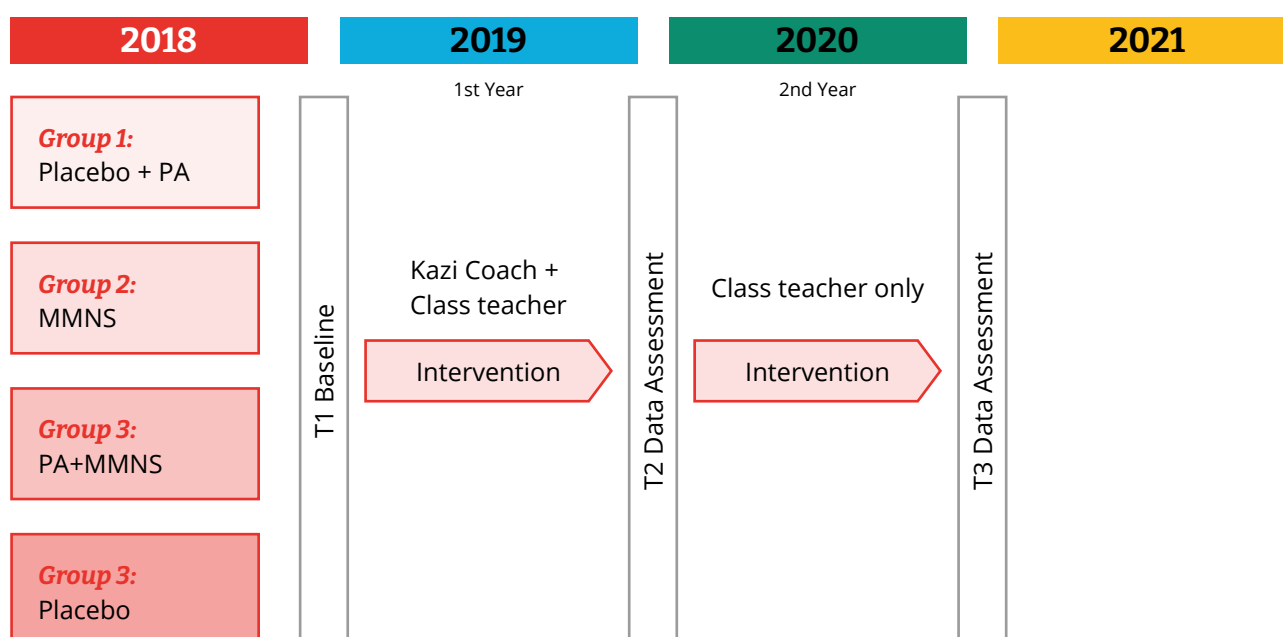 2018
2019
2020
2021
1st Year
2nd Year
Group 1:
Placebo + PA
Group 2:
MMNS
Group 3:
PA+MMNS
Group 3:
Placebo
T1 Baseline
Kazi Coach +
Class teacher
Intervention
T2 Data Assessment
Class teacher only
Intervention
T3 Data Assessment